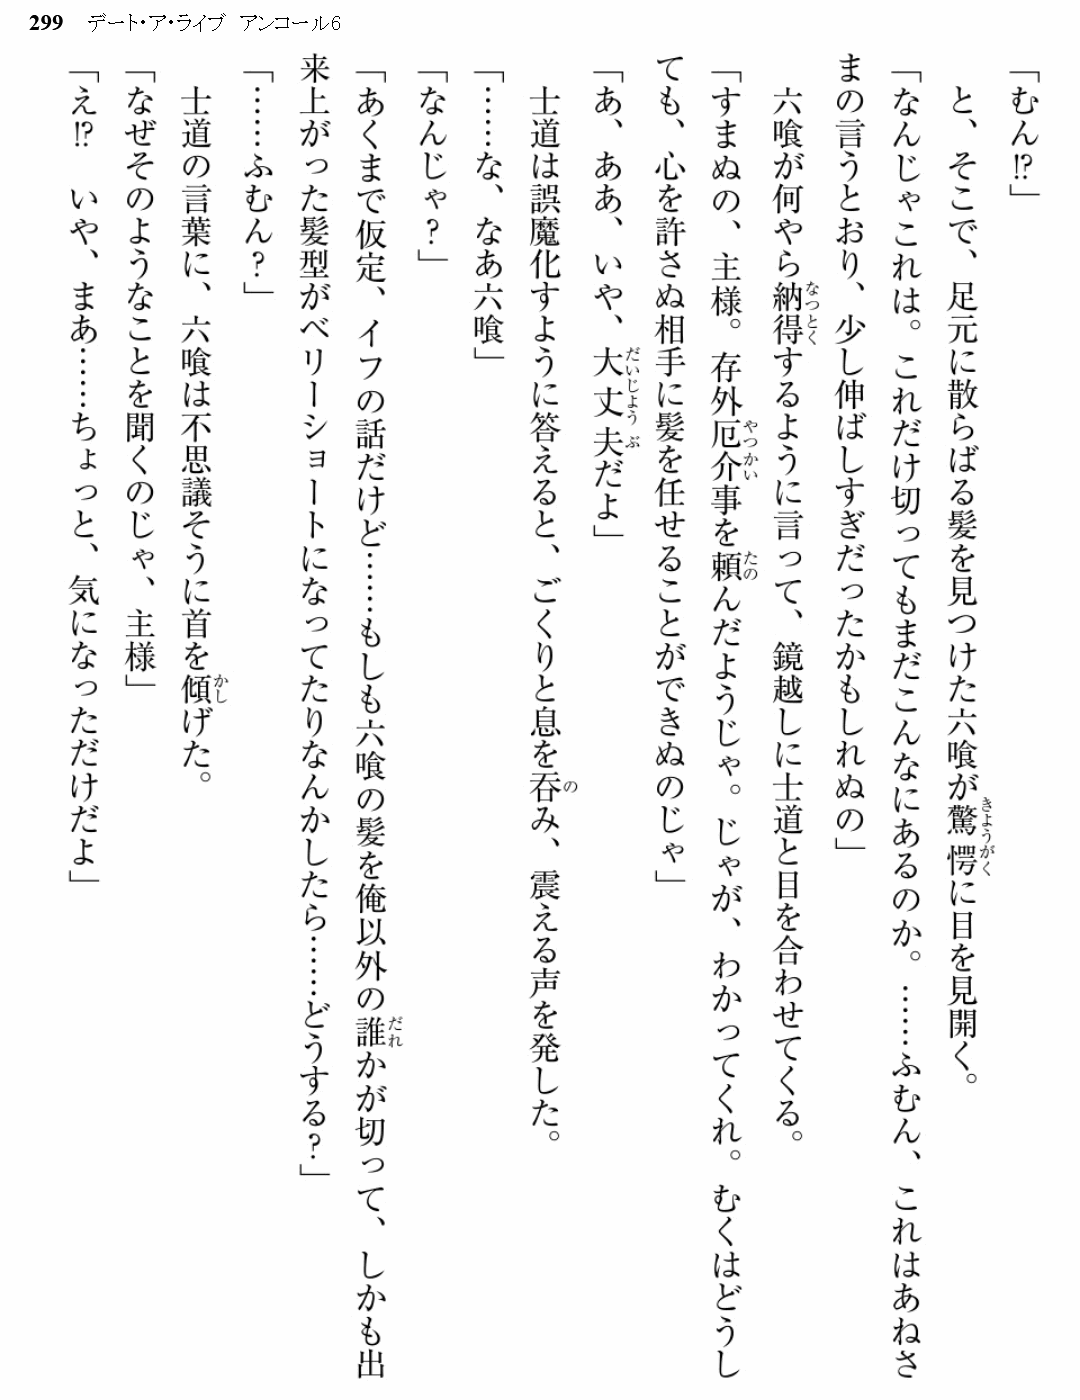 299 デート・ア・ライブ アンコール6
「むん!?」
　と、そこで、足元に散らばる髪を見つけた六喰が驚愕に目を見開く。
「なんじゃこれは。これだけ切ってもまだこんなにあるのか。……ふむん、これはあねさ
まの言うとおり、少し伸ばしすぎだったかもしれぬの」
　六喰が何やら納得するように言って、鏡越しに士道と目を合わせてくる。
「すまぬの、主様。存外厄介事を頼んだようじゃ。じゃが、わかってくれ。むくはどうし
ても、心を許さぬ相手に髪を任せることができぬのじゃ」
「あ、ああ、いや、大丈夫だよ」
　士道は誤魔化すように答えると、ごくりと息を呑み、震える声を発した。
「……な、なあ六喰」
「なんじゃ？」
「あくまで仮定、イフの話だけど……もしも六喰の髪を俺以外の誰かが切って、しかも出
来上がった髪型がベリーショートになってたりなんかしたら……どうする？」
「……ふむん？」
　士道の言葉に、六喰は不思議そうに首を傾げた。
「なぜそのようなことを聞くのじゃ、主様」
「え!?　いや、まあ……ちょっと、気になっただけだよ」